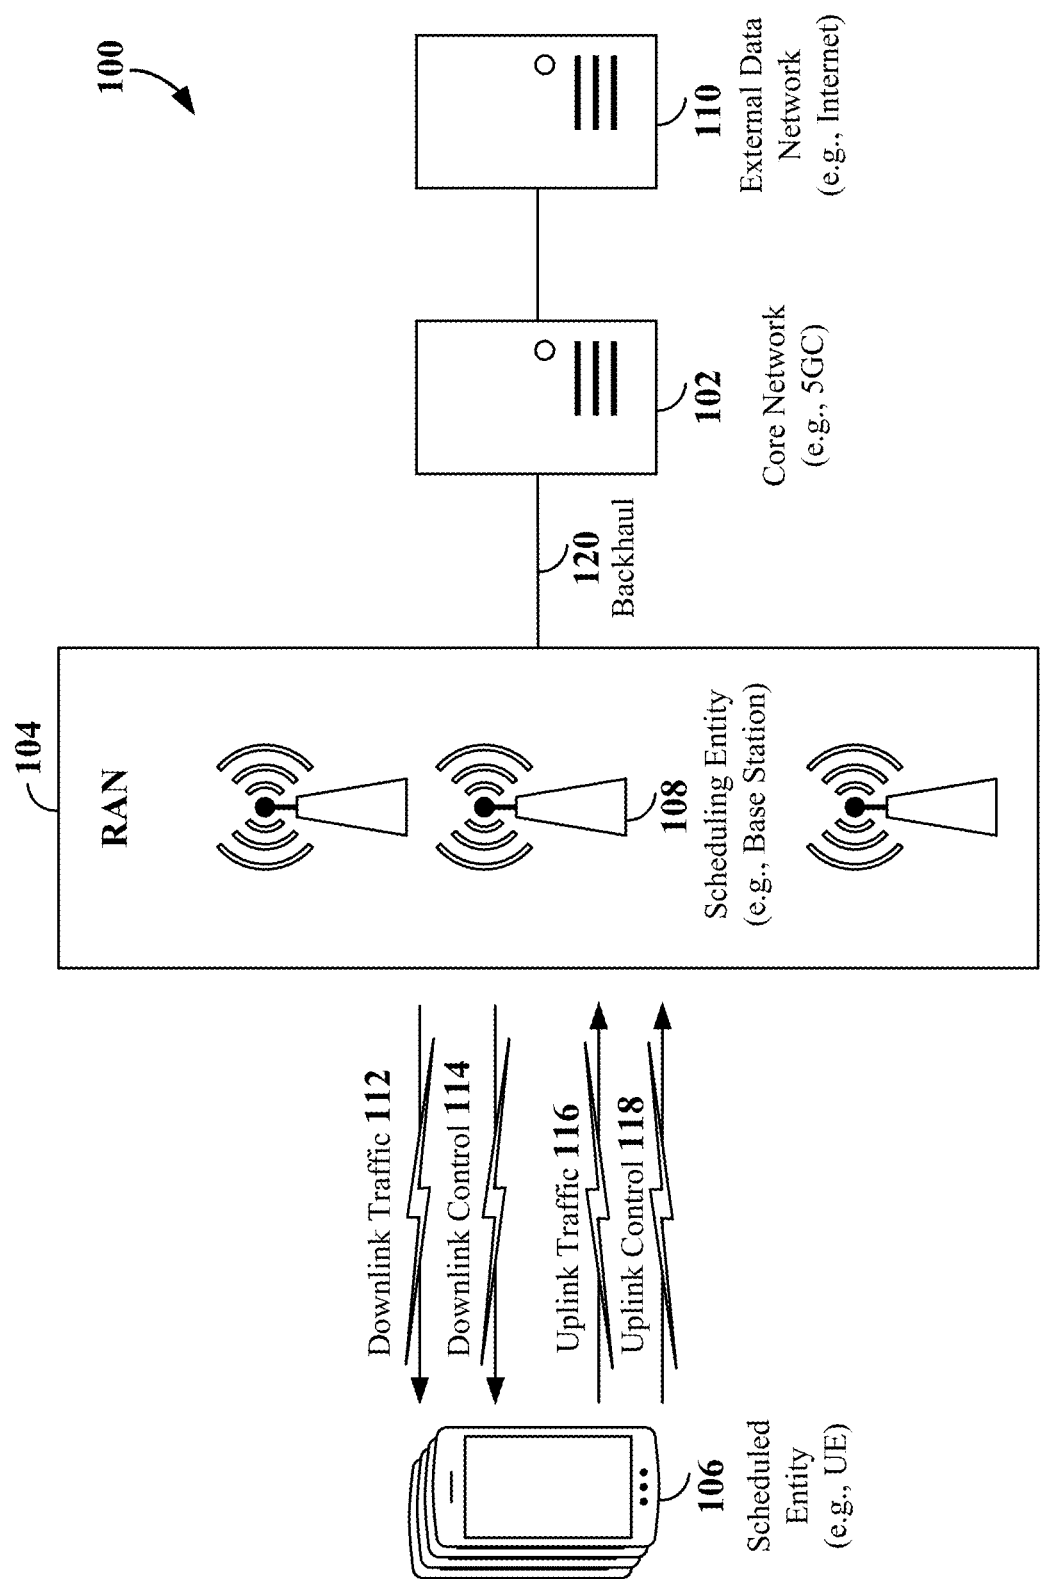 100
104
RAN
108
Scheduling Entity
(e.g., Base Station)
Downlink Traffic 112
Downlink Control 114
Uplink Traffic 116
Uplink Control 118
106
Scheduled
Entity
(e.g., UE)
120
Backhaul
102
Core Network
(e.g., 5GC)
110
External Data
Network
(e.g., Internet)